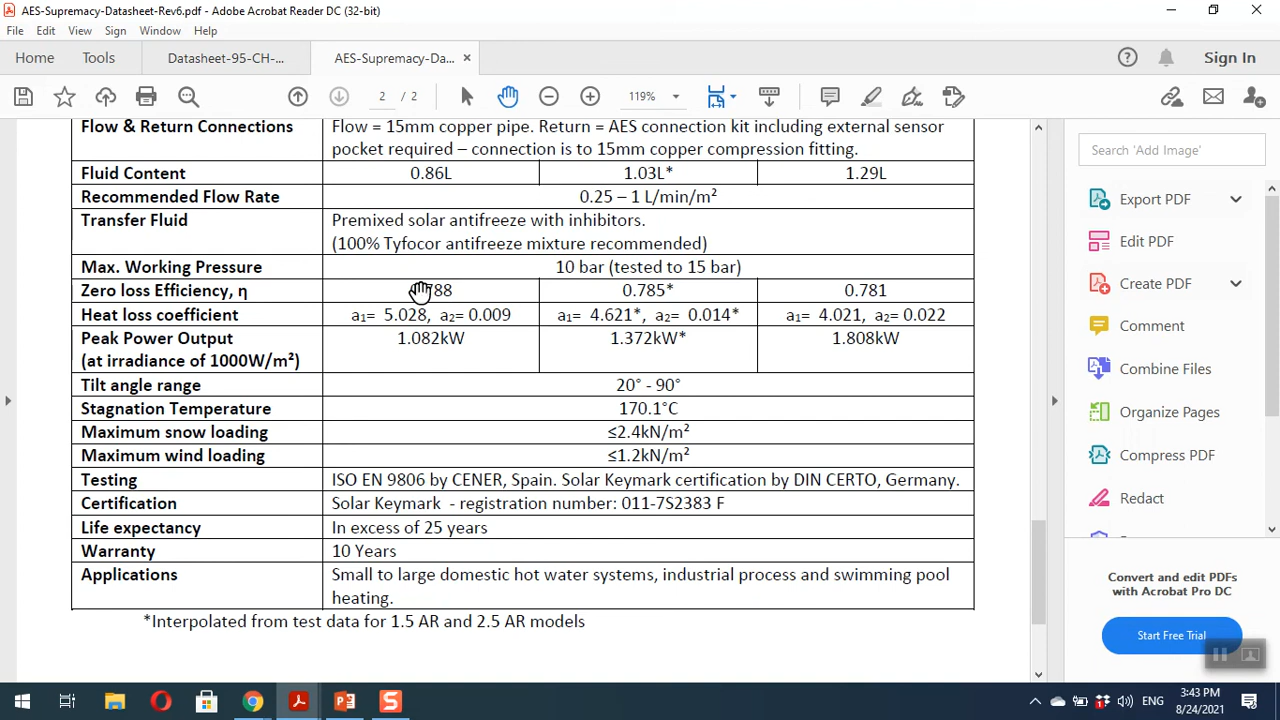 AES-Supremacy-Datasheet-Rev6.pdf - Adobe Acrobat Reader DC (32-bit)
File Edit View Sign Window Help
Home Tools Datasheet-95-CH-... AES-Supremacy-Da... × Sign In
2 / 2 119%
Flow & Return Connections
Flow = 15mm copper pipe. Return = AES connection kit including external sensor
pocket required – connection is to 15mm copper compression fitting.
Fluid Content 0.86L 1.03L* 1.29L
Recommended Flow Rate 0.25 – 1 L/min/m²
Transfer Fluid
Premixed solar antifreeze with inhibitors.
(100% Tyfocor antifreeze mixture recommended)
Max. Working Pressure 10 bar (tested to 15 bar)
Zero loss Efficiency, η 788 0.785* 0.781
Heat loss coefficient a₁= 5.028, a₂= 0.009 a₁= 4.621*, a₂= 0.014* a₁= 4.021, a₂= 0.022
Peak Power Output 1.082kW 1.372kW* 1.808kW
(at irradiance of 1000W/m²)
Tilt angle range 20° - 90°
Stagnation Temperature 170.1°C
Maximum snow loading ≤2.4kN/m²
Maximum wind loading ≤1.2kN/m²
Testing ISO EN 9806 by CENER, Spain. Solar Keymark certification by DIN CERTO, Germany.
Certification Solar Keymark - registration number: 011-7S2383 F
Life expectancy In excess of 25 years
Warranty 10 Years
Applications
Small to large domestic hot water systems, industrial process and swimming pool
heating.
*Interpolated from test data for 1.5 AR and 2.5 AR models
Search 'Add Image'
Export PDF
Edit PDF
Create PDF
Comment
Combine Files
Organize Pages
Compress PDF
Redact
Convert and edit PDFs
with Acrobat Pro DC
Start Free Trial
ENG
3:43 PM
8/24/2021